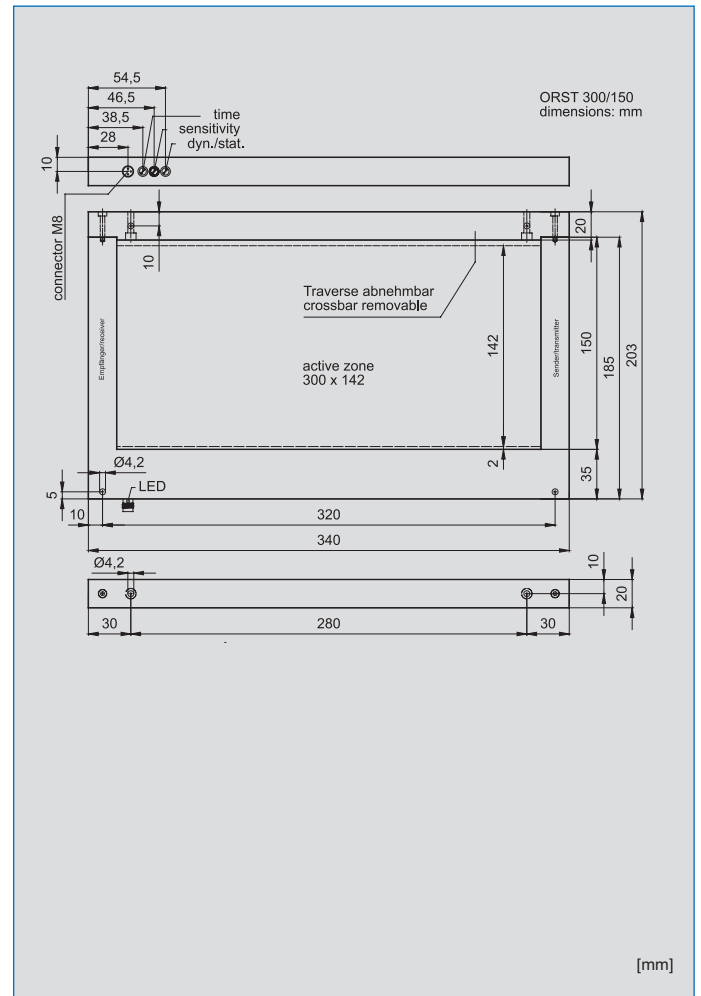 54,5
46,5
38,5
28
10
time
sensitivity
dyn./stat.
ORST 300/150
dimensions: mm
connector M8
10
20
Traverse abnehmbar
crossbar removable
Empfänger/receiver
Sender/transmitter
active zone
300 x 142
142
150
185
203
2
35
Ø4,2
5
LED
10
320
340
Ø4,2
10
20
30
280
30
[mm]